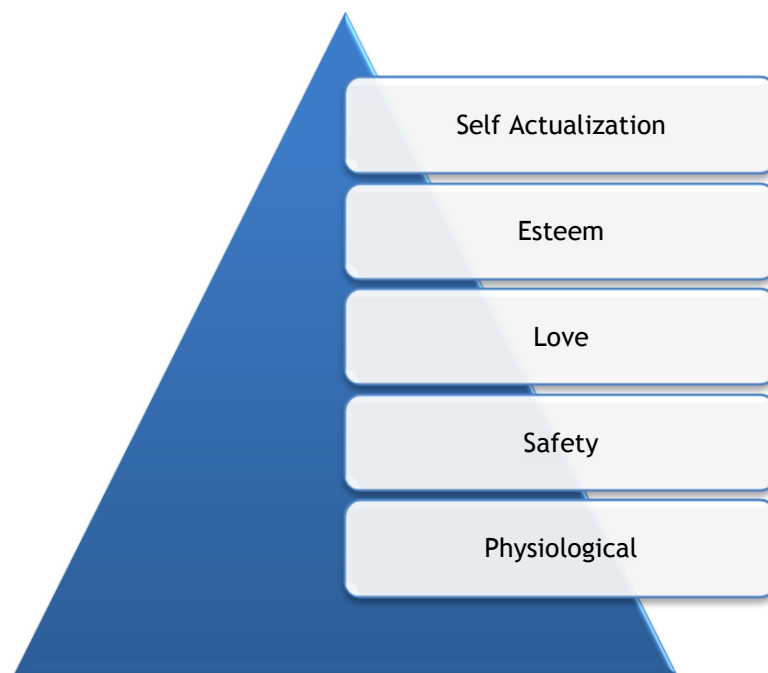 Self Actualization
Esteem
Love
Safety
Physiological